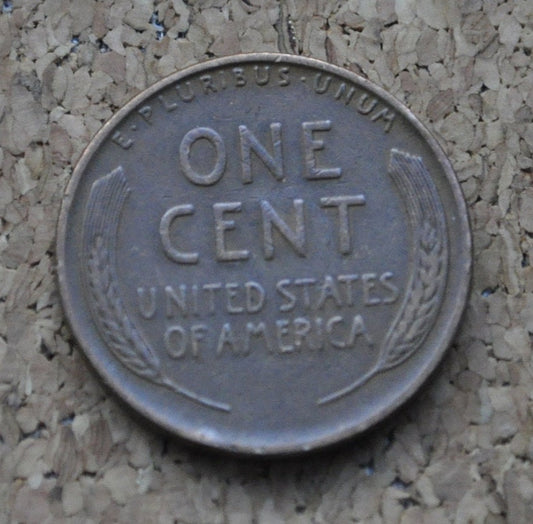 E·PLURIBUS·UNUM
ONE
CENT
UNITED STATES
OF AMERICA